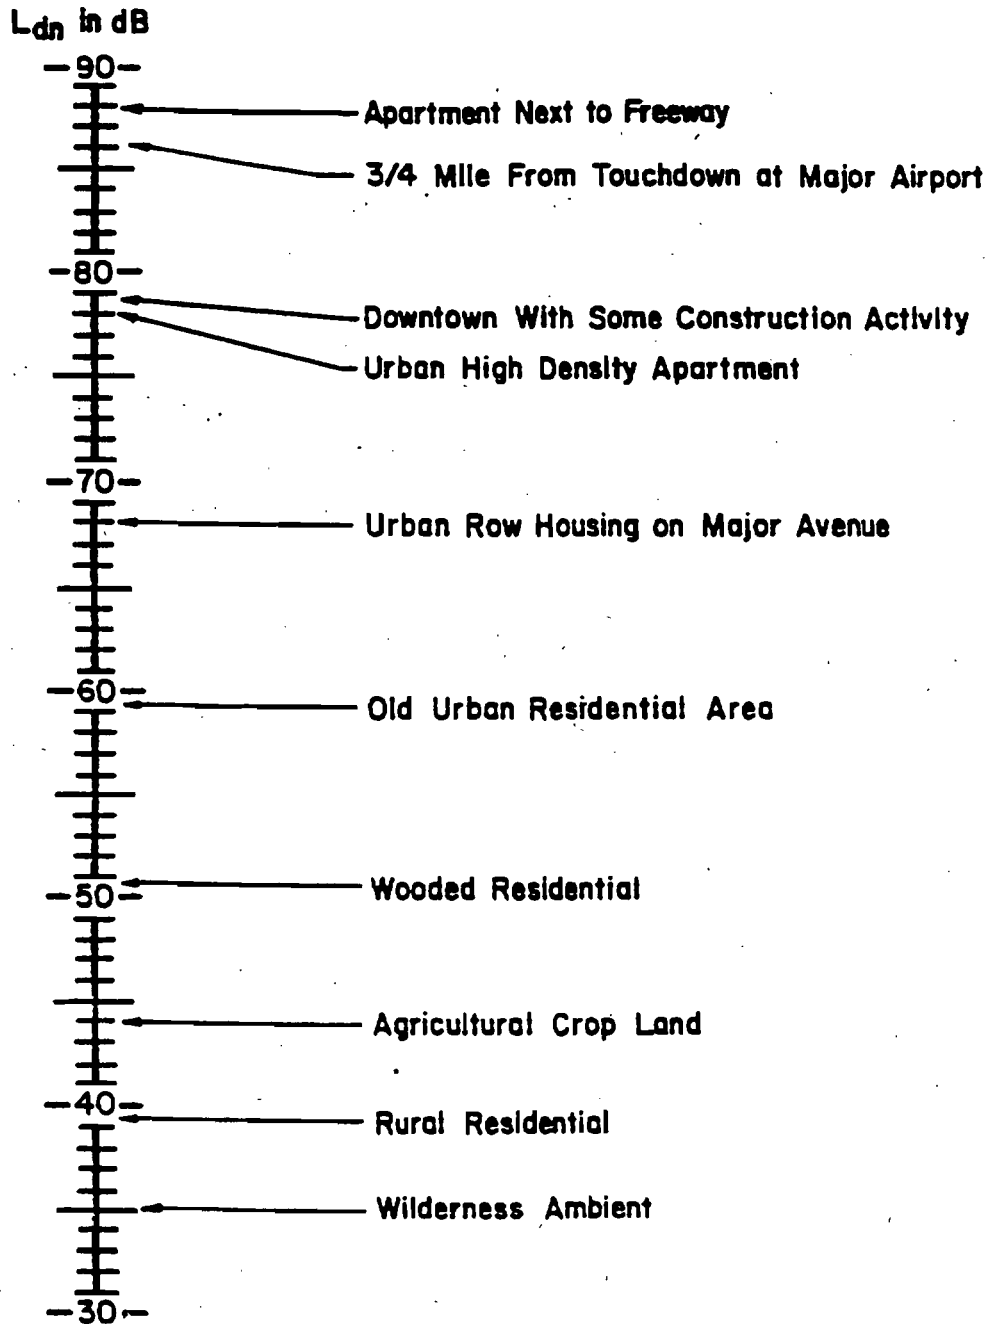 Ldn in dB
90
Apartment Next to Freeway
3/4 Mile From Touchdown at Major Airport
80
Downtown With Some Construction Activity
Urban High Density Apartment
70
Urban Row Housing on Major Avenue
60
Old Urban Residential Area
Wooded Residential
50
Agricultural Crop Land
40
Rural Residential
Wilderness Ambient
30